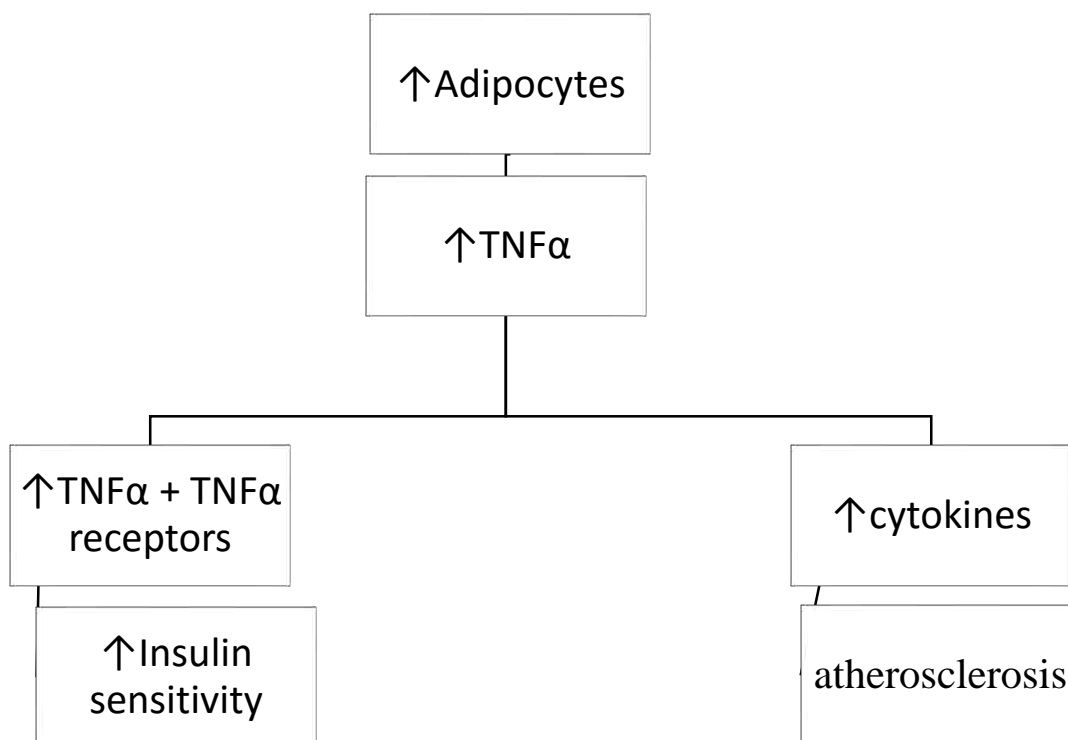 ↑Adipocytes
↑TNFα
↑TNFα + TNFα
receptors
↑cytokines
↑Insulin
sensitivity
atherosclerosis